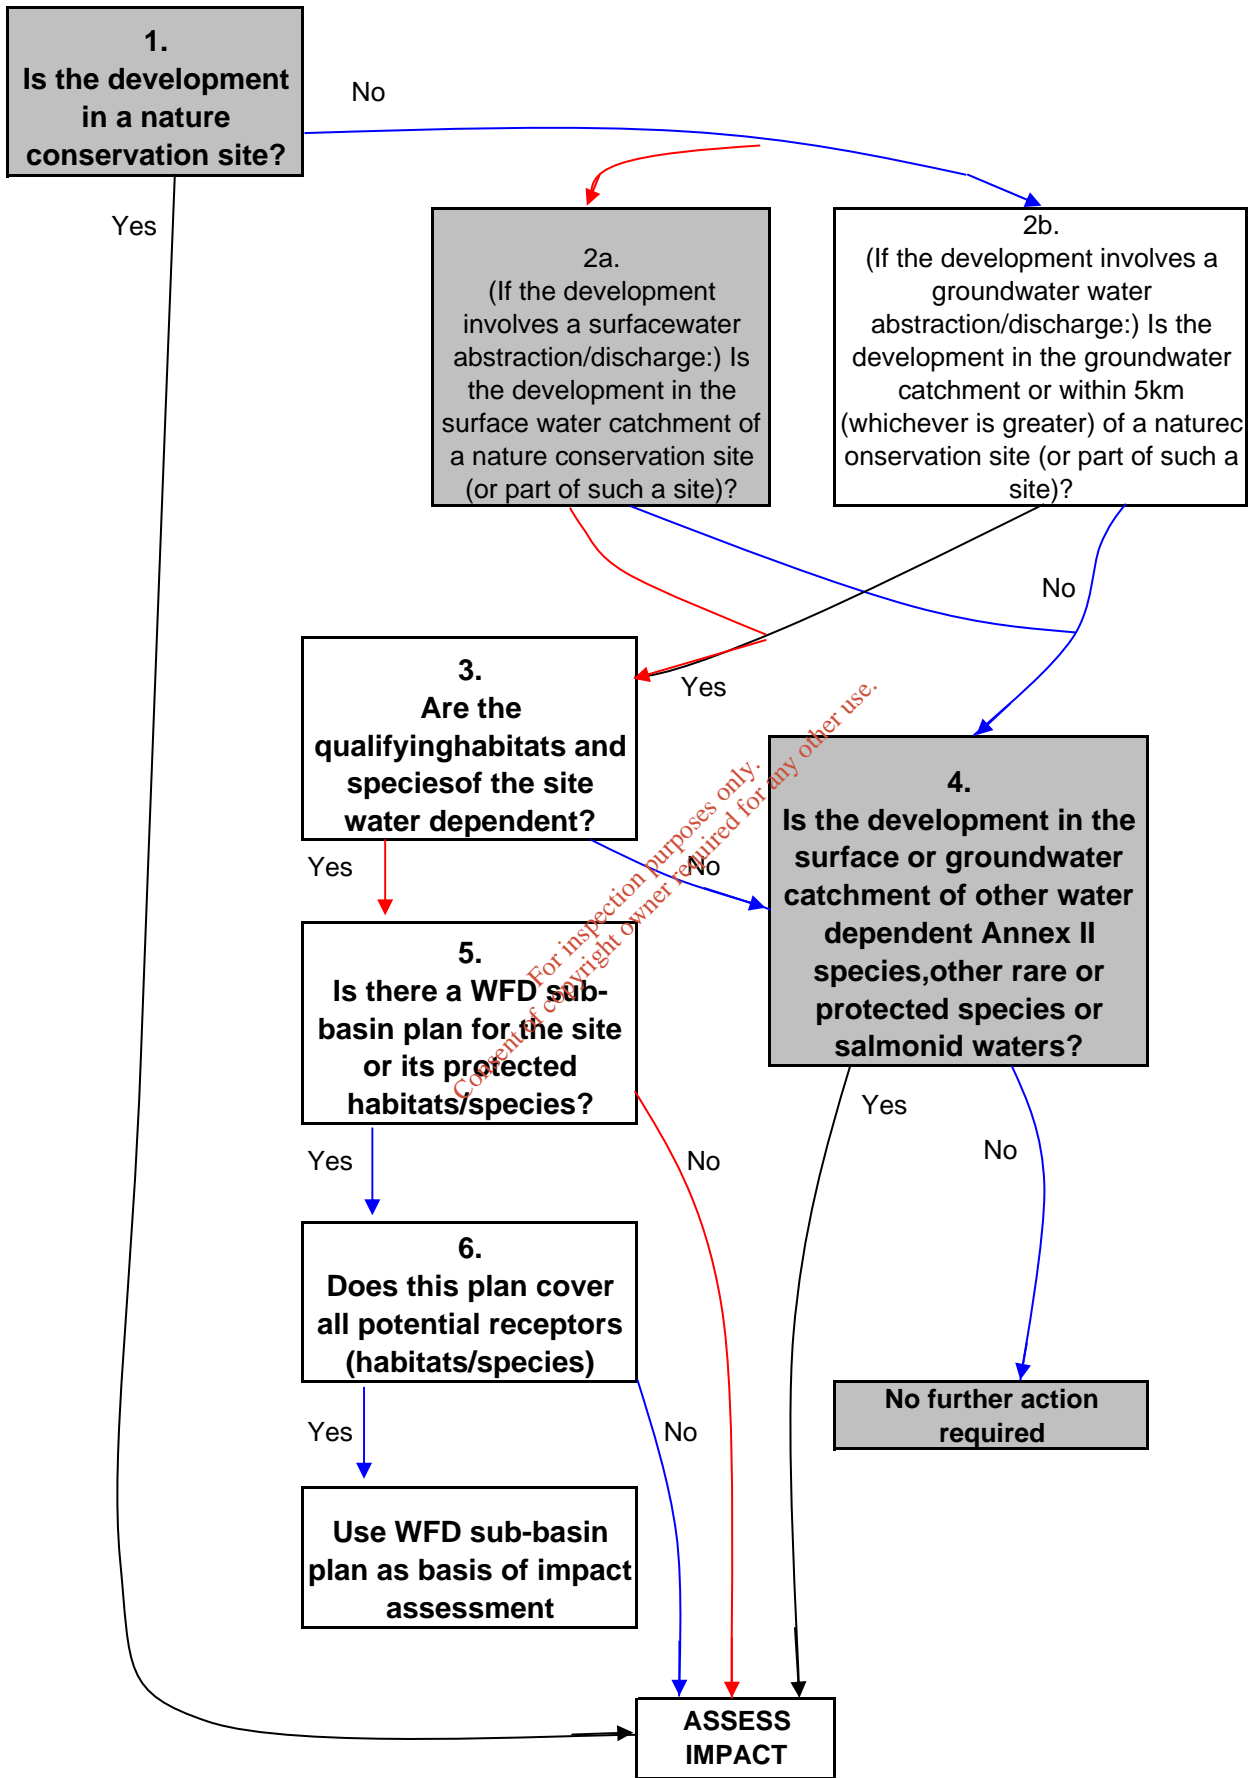 1.
Is the development
in a nature
conservation site?
No
Yes
2a.
(If the development
involves a surfacewater
abstraction/discharge:) Is
the development in the
surface water catchment of
a nature conservation site
(or part of such a site)?
2b.
(If the development involves a
groundwater water
abstraction/discharge:) Is the
development in the groundwater
catchment or within 5km
(whichever is greater) of a naturec
onservation site (or part of such a
site)?
No
Yes
3.
Are the
qualifyinghabitats and
speciesof the site
water dependent?
Yes
No
4.
Is the development in the
surface or groundwater
catchment of other water
dependent Annex II
species,other rare or
protected species or
salmonid waters?
Yes
No
5.
Is there a WFD sub-
basin plan for the site
or its protected
habitats/species?
Yes
No
6.
Does this plan cover
all potential receptors
(habitats/species)
Yes
No
No further action
required
Use WFD sub-basin
plan as basis of impact
assessment
ASSESS
IMPACT
For inspection purposes only.
Consent of copyright owner required for any other use.